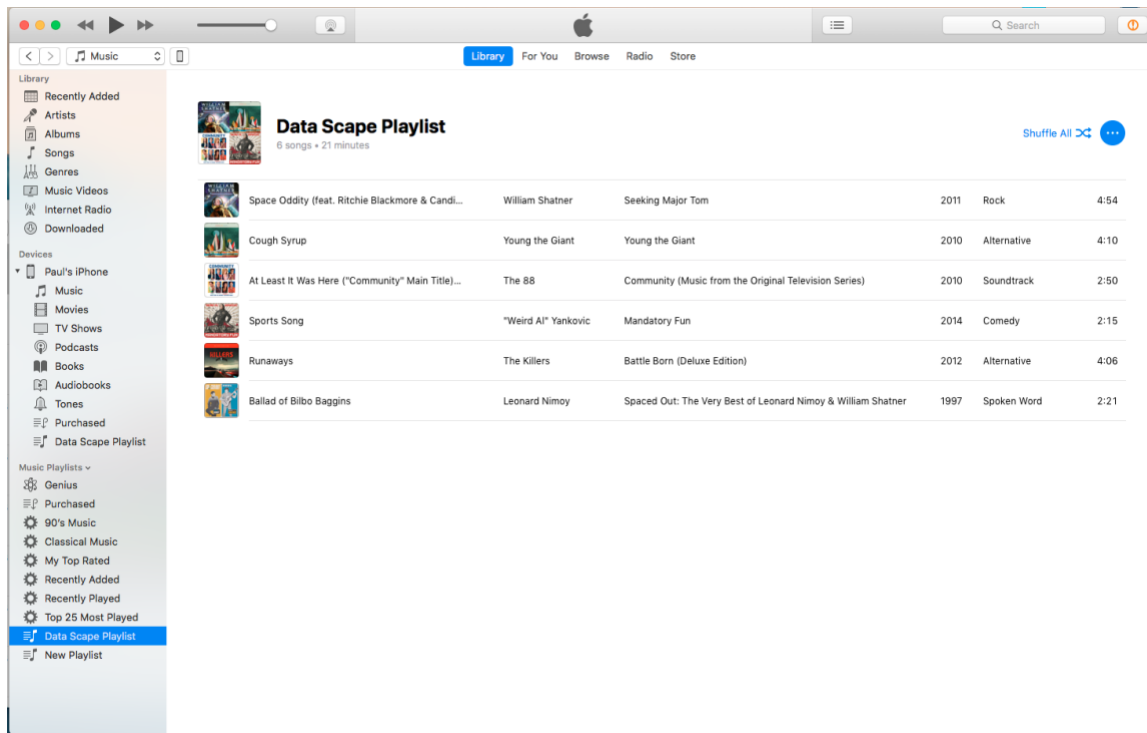 Search
Music
Library For You Browse Radio Store
Library
Recently Added
Artists
Albums
Songs
Genres
Music Videos
Internet Radio
Downloaded
Devices
Paul's iPhone
Music
Movies
TV Shows
Podcasts
Books
Audiobooks
Tones
Purchased
Data Scape Playlist
Music Playlists
Genius
Purchased
90's Music
Classical Music
My Top Rated
Recently Added
Recently Played
Top 25 Most Played
Data Scape Playlist
New Playlist
Data Scape Playlist
6 songs • 21 minutes
Shuffle All
Space Oddity (feat. Ritchie Blackmore & Candi... William Shatner Seeking Major Tom 2011 Rock 4:54
Cough Syrup Young the Giant Young the Giant 2010 Alternative 4:10
At Least It Was Here ("Community" Main Title)... The 88 Community (Music from the Original Television Series) 2010 Soundtrack 2:50
Sports Song "Weird Al" Yankovic Mandatory Fun 2014 Comedy 2:15
Runaways The Killers Battle Born (Deluxe Edition) 2012 Alternative 4:06
Ballad of Bilbo Baggins Leonard Nimoy Spaced Out: The Very Best of Leonard Nimoy & William Shatner 1997 Spoken Word 2:21